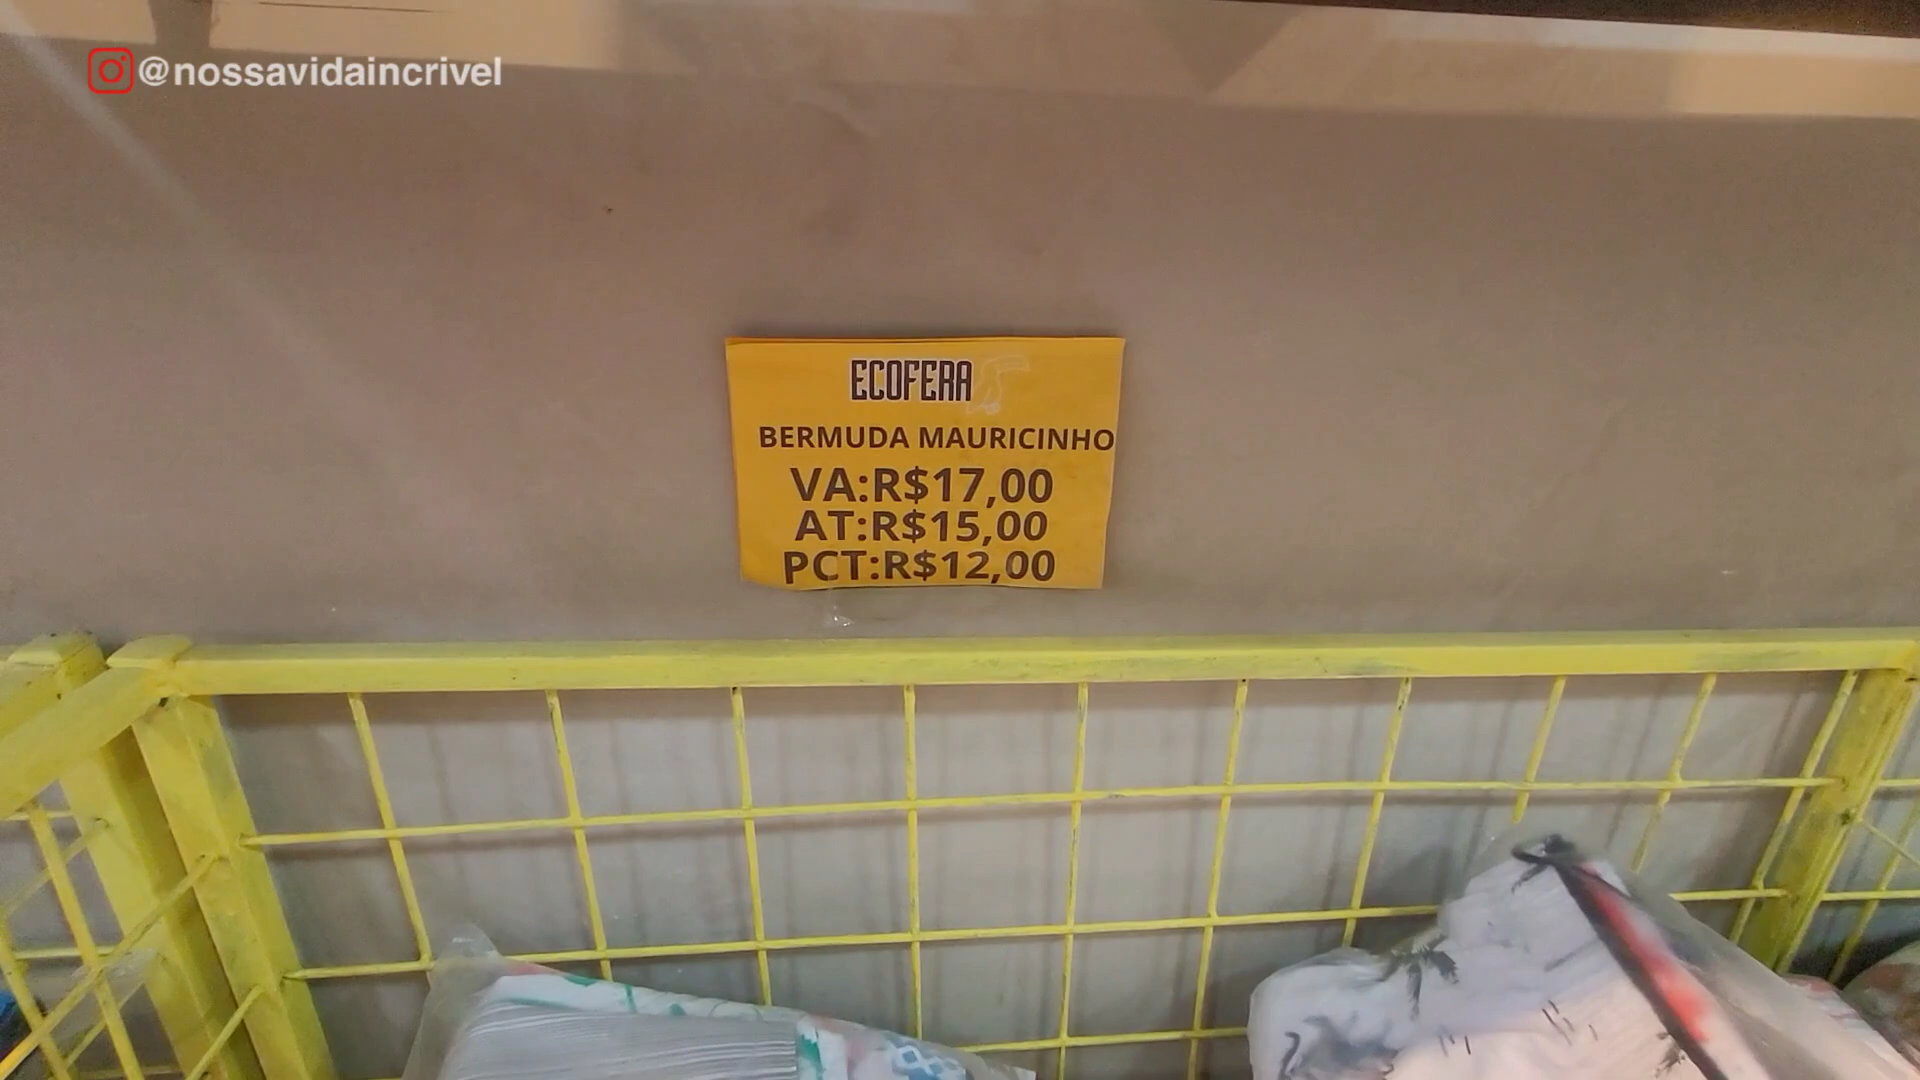 @nossavidaincrivel
ECOFERA
BERMUDA MAURICINHO
VA:R$17,00
AT:R$15,00
PCT:R$12,00